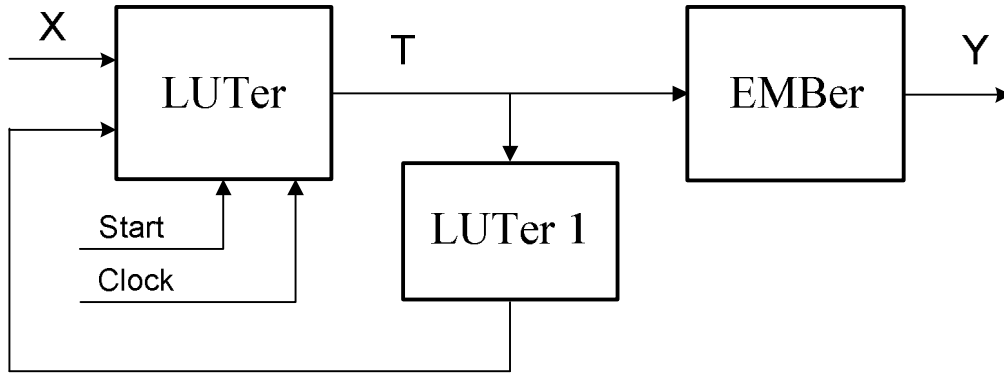 X
T
Y
LUTer
EMBer
LUTer 1
Start
Clock